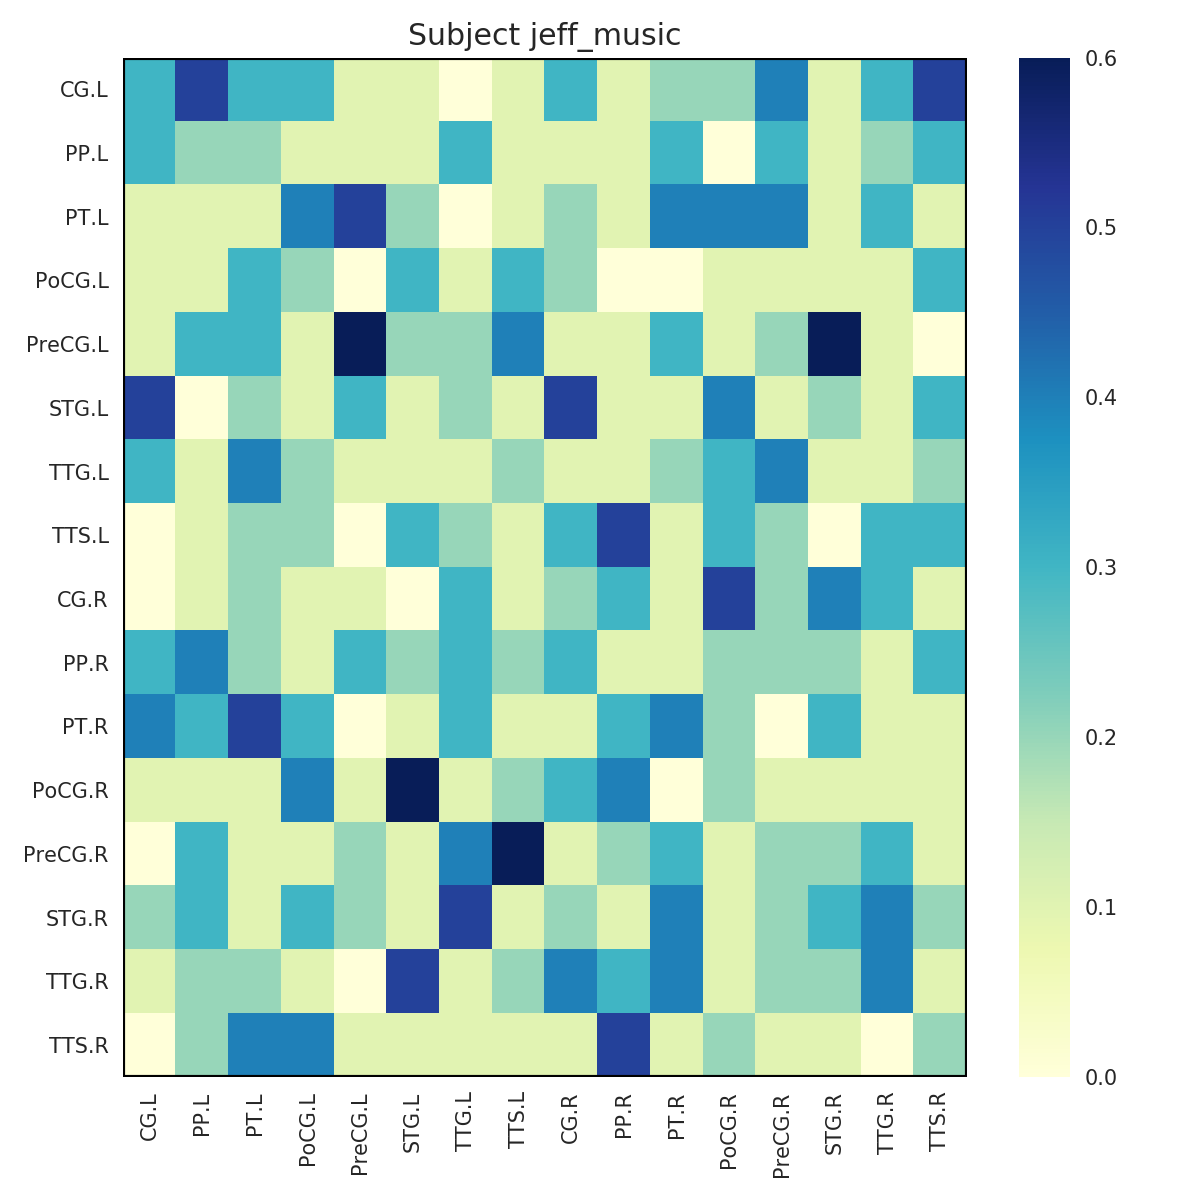 Subject jeff_music
CG.L
PP.L
PT.L
PoCG.L
PreCG.L
STG.L
TTG.L
TTS.L
CG.R
PP.R
PT.R
PoCG.R
PreCG.R
STG.R
TTG.R
TTS.R
CG.L
PP.L
PT.L
PoCG.L
PreCG.L
STG.L
TTG.L
TTS.L
CG.R
PP.R
PT.R
PoCG.R
PreCG.R
STG.R
TTG.R
TTS.R
0.6
0.5
0.4
0.3
0.2
0.1
0.0